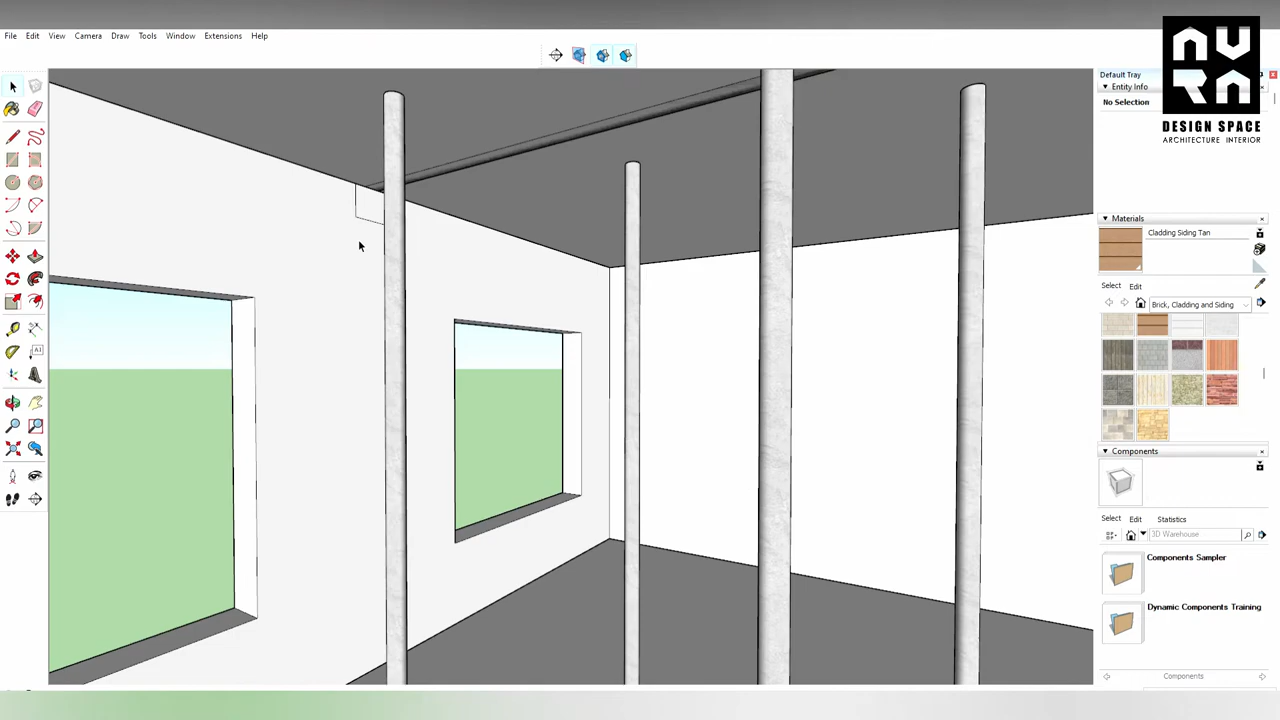 File Edit View Camera Draw Tools Window Extensions Help
NURA
DESIGN SPACE
ARCHITECTURE INTERIOR
Default Tray
Entity Info
No Selection
Materials
Cladding Siding Tan
Select Edit
Brick, Cladding and Siding
Components
Select Edit Statistics
3D Warehouse
Components Sampler
Dynamic Components Training
Components